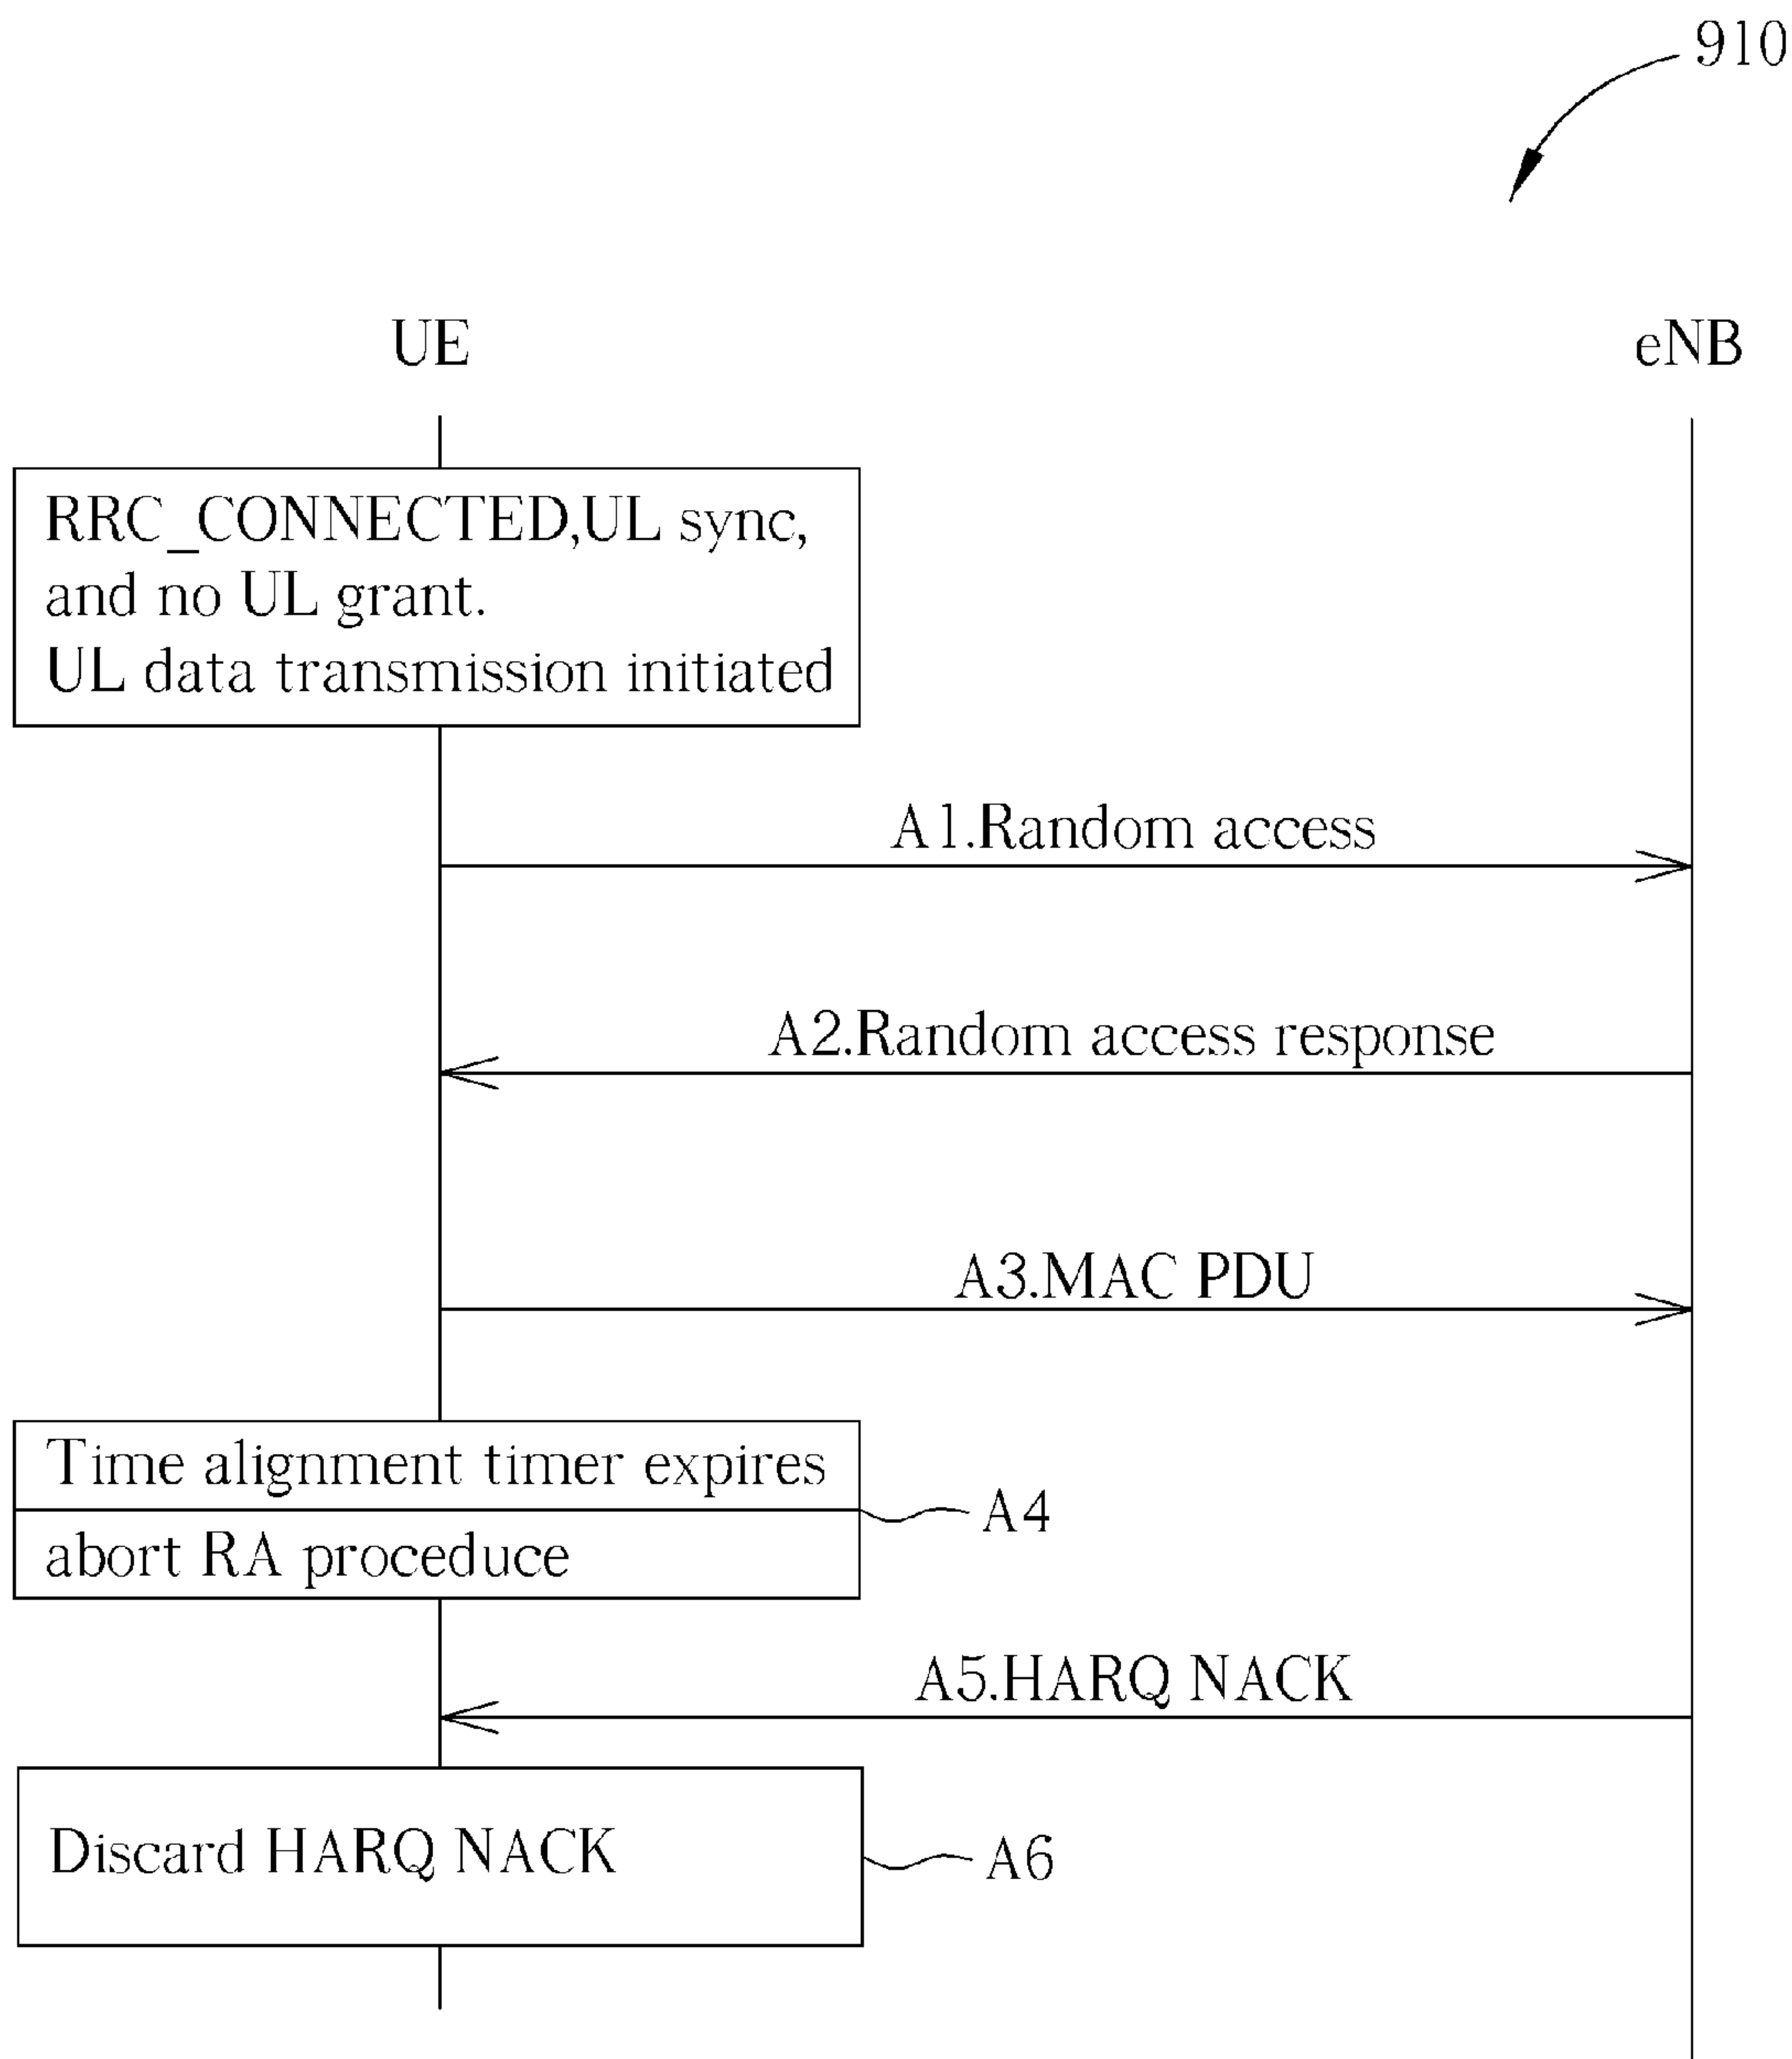 910
UE
eNB
RRC_CONNECTED,UL sync,
and no UL grant.
UL data transmission initiated
A1.Random access
A2.Random access response
A3.MAC PDU
Time alignment timer expires
A4
abort RA proceduce
A5.HARQ NACK
Discard HARQ NACK
A6